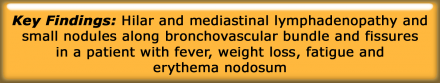 Key Findings: Hilar and mediastinal lymphadenopathy and
small nodules along bronchovascular bundle and fissures
in a patient with fever, weight loss, fatigue and
erythema nodosum